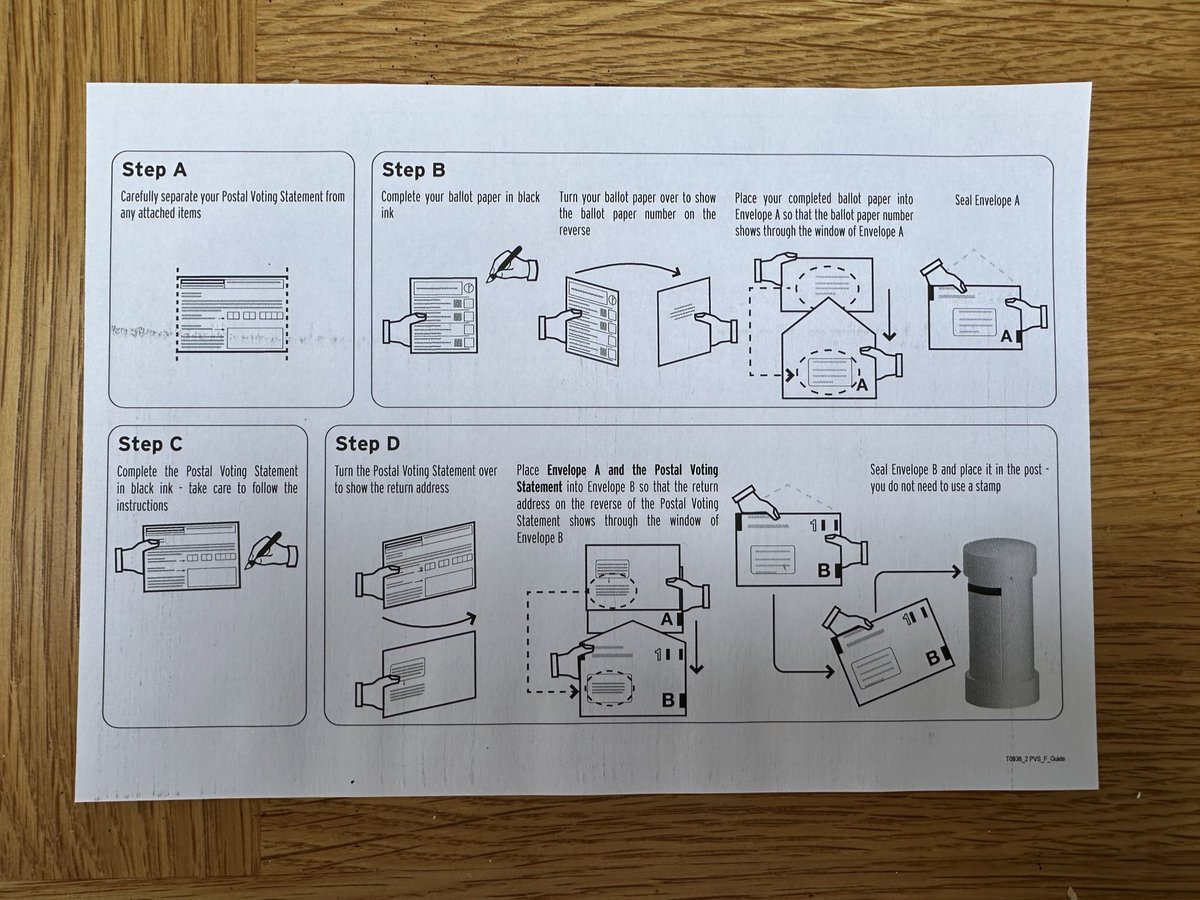 Step A
Carefully separate your Postal Voting Statement from
any attached items
Step B
Complete your ballot paper in black
ink
Turn your ballot paper over to show
the ballot paper number on the
reverse
Place your completed ballot paper into
Envelope A so that the ballot paper number
shows through the window of Envelope A
Seal Envelope A
A
A
Step C
Complete the Postal Voting Statement
in black ink - take care to follow the
instructions
Step D
Turn the Postal Voting Statement over
to show the return address
Place Envelope A and the Postal Voting
Statement into Envelope B so that the return
address on the reverse of the Postal Voting
Statement shows through the window of
Envelope B
A
1
B
Seal Envelope B and place it in the post -
you do not need to use a stamp
1
B
1
B
T0836_2 PVS_F_Guide